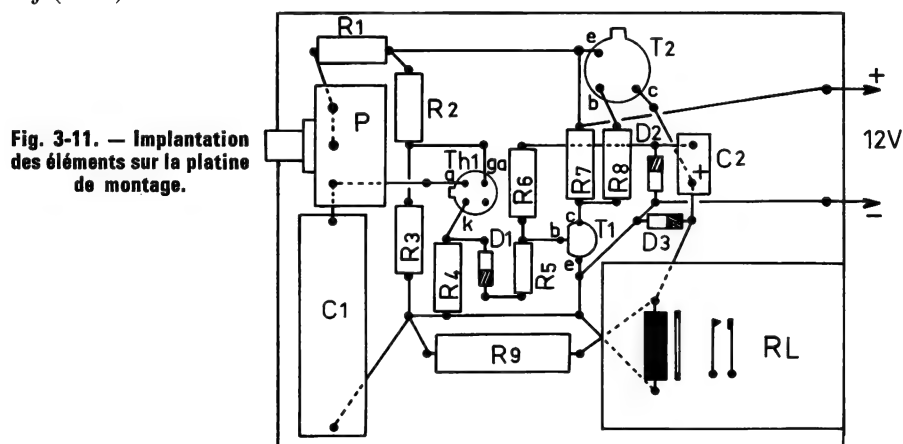 Fig. 3-11. — Implantation
des éléments sur la platine
de montage.
R1
e
T2
+
P
R2
b
c
12V
D2
C2
+
Th1
a
ga
R6
R7
R8
k
c
T1
−
D1
b
R3
e
D3
R4
R5
C1
R9
RL